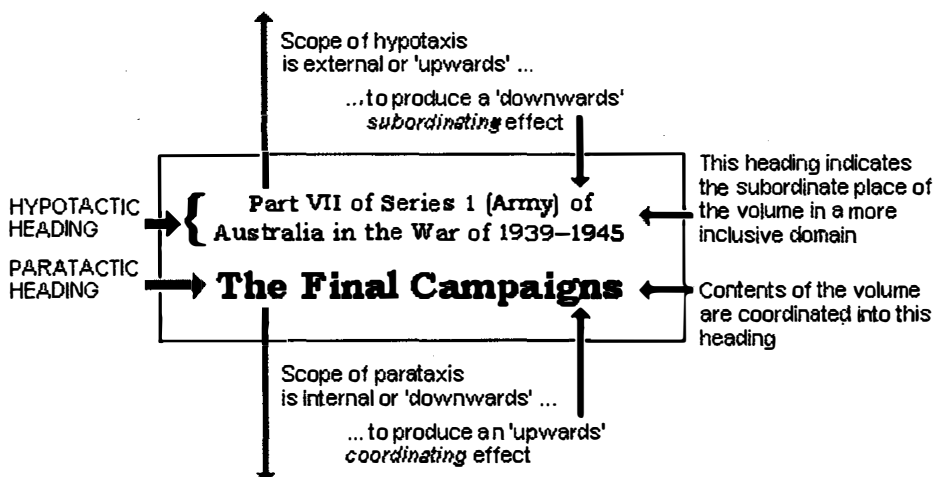 Scope of hypotaxis
is external or 'upwards' ...
...to produce a 'downwards'
subordinating effect
HYPOTACTIC
HEADING
Part VII of Series 1 (Army) of
Australia in the War of 1939–1945
This heading indicates
the subordinate place of
the volume in a more
inclusive domain
PARATACTIC
HEADING
The Final Campaigns
Contents of the volume
are coordinated into this
heading
Scope of parataxis
is internal or 'downwards' ...
... to produce an 'upwards'
coordinating effect